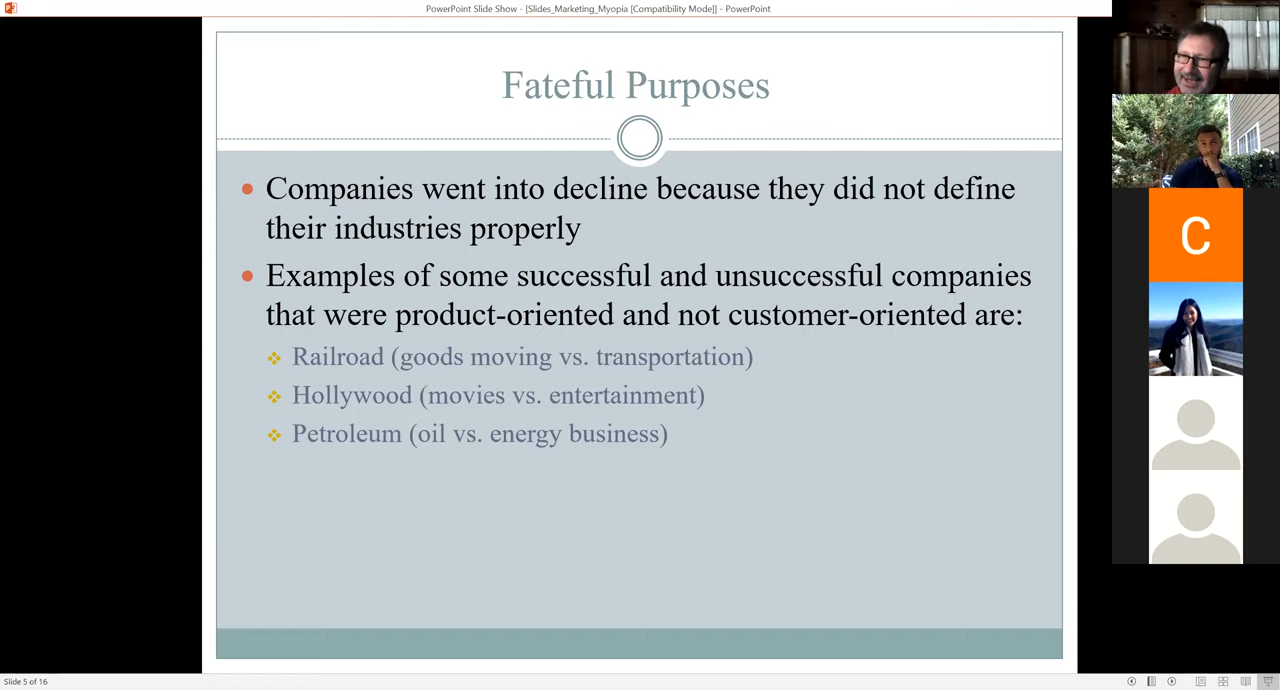 PowerPoint Slide Show - [Slides_Marketing_Myopia [Compatibility Mode]] - PowerPoint
Fateful Purposes
Companies went into decline because they did not define
their industries properly
Examples of some successful and unsuccessful companies
that were product-oriented and not customer-oriented are:
Railroad (goods moving vs. transportation)
Hollywood (movies vs. entertainment)
Petroleum (oil vs. energy business)
C
Slide 5 of 16